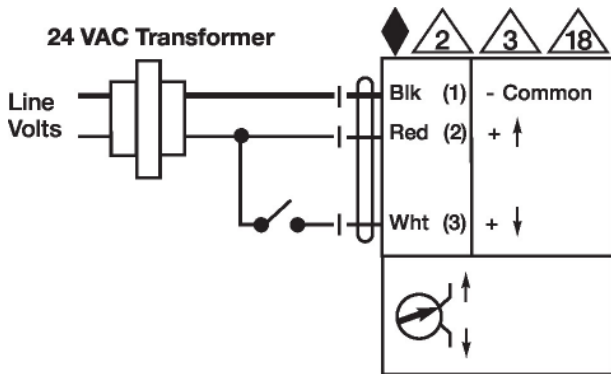 24 VAC Transformer
2 3 18
Line
Volts
Blk (1) - Common
Red (2) +
Wht (3) +